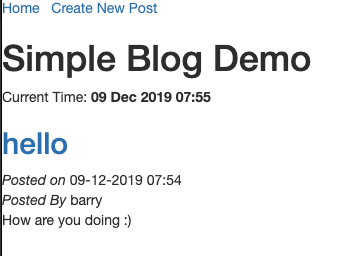 Home Create New Post
Simple Blog Demo
Current Time: 09 Dec 2019 07:55
hello
Posted on 09-12-2019 07:54
Posted By barry
How are you doing :)